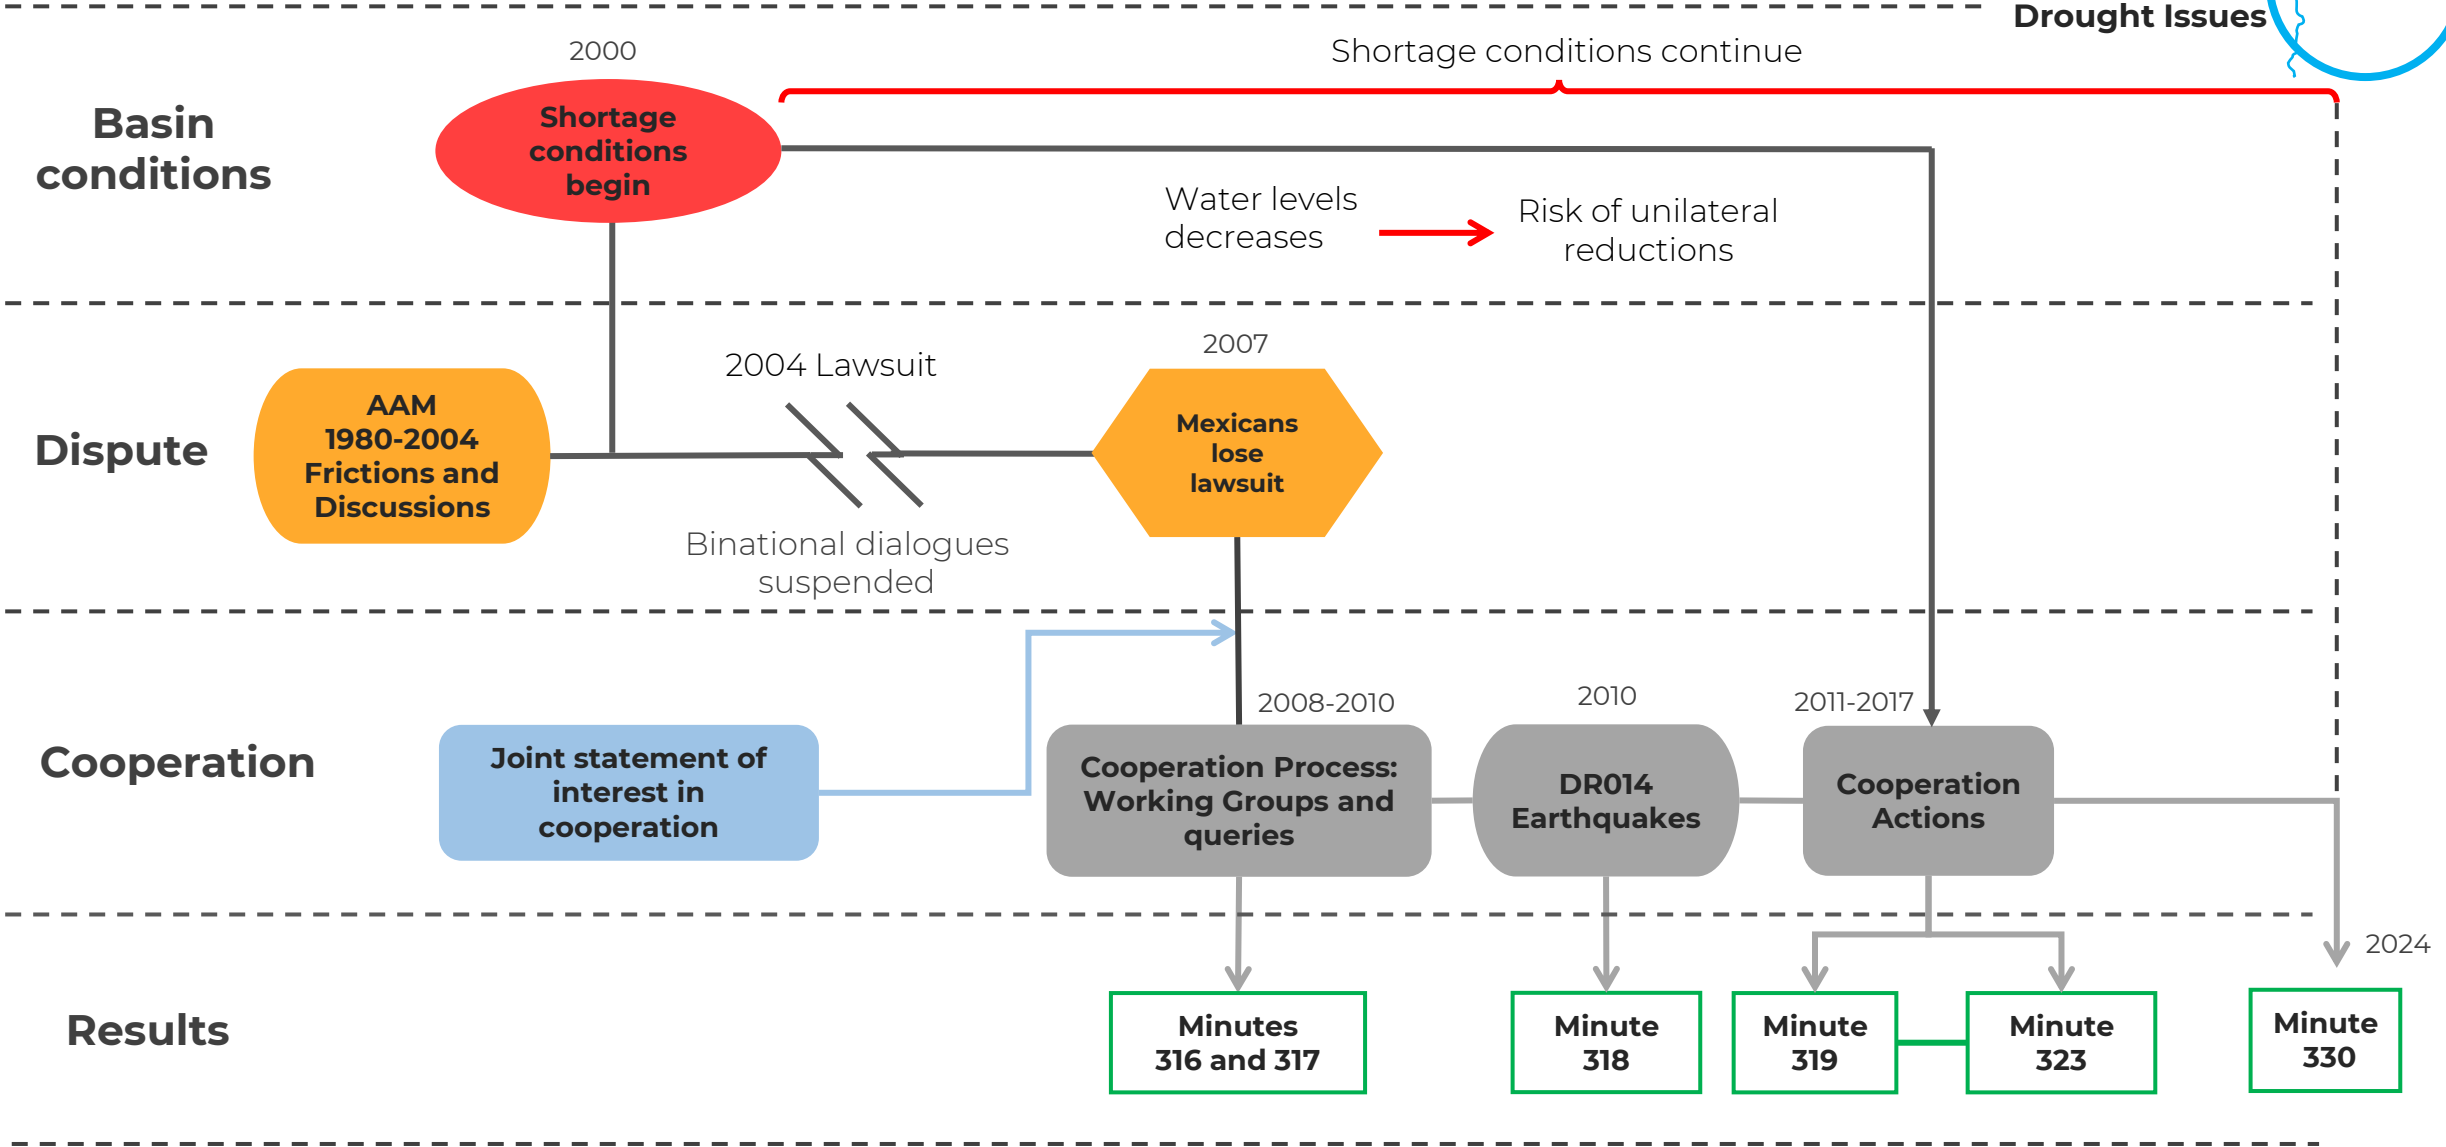 Drought Issues
2000
Shortage conditions continue
Basin
conditions
Shortage
conditions
begin
Water levels
decreases
Risk of unilateral
reductions
2007
2004 Lawsuit
Dispute
AAM
1980-2004
Frictions and
Discussions
Mexicans
lose
lawsuit
Binational dialogues
suspended
2008-2010
2010
2011-2017
Cooperation
Joint statement of
interest in
cooperation
Cooperation Process:
Working Groups and
queries
DR014
Earthquakes
Cooperation
Actions
2024
Results
Minutes
316 and 317
Minute
318
Minute
319
Minute
323
Minute
330